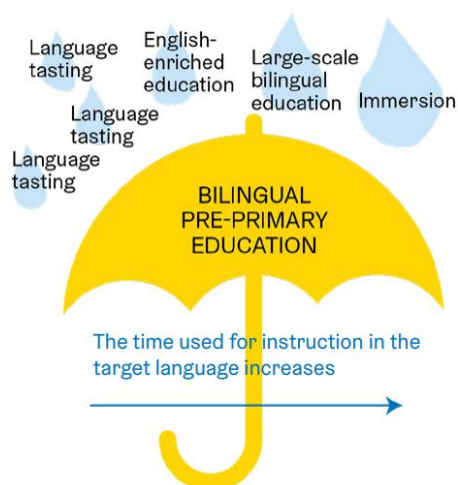 Language
tasting
English-
enriched
education
Large-scale
bilingual
education
Immersion
Language
tasting
Language
tasting
BILINGUAL
PRE-PRIMARY
EDUCATION
The time used for instruction in the
target language increases